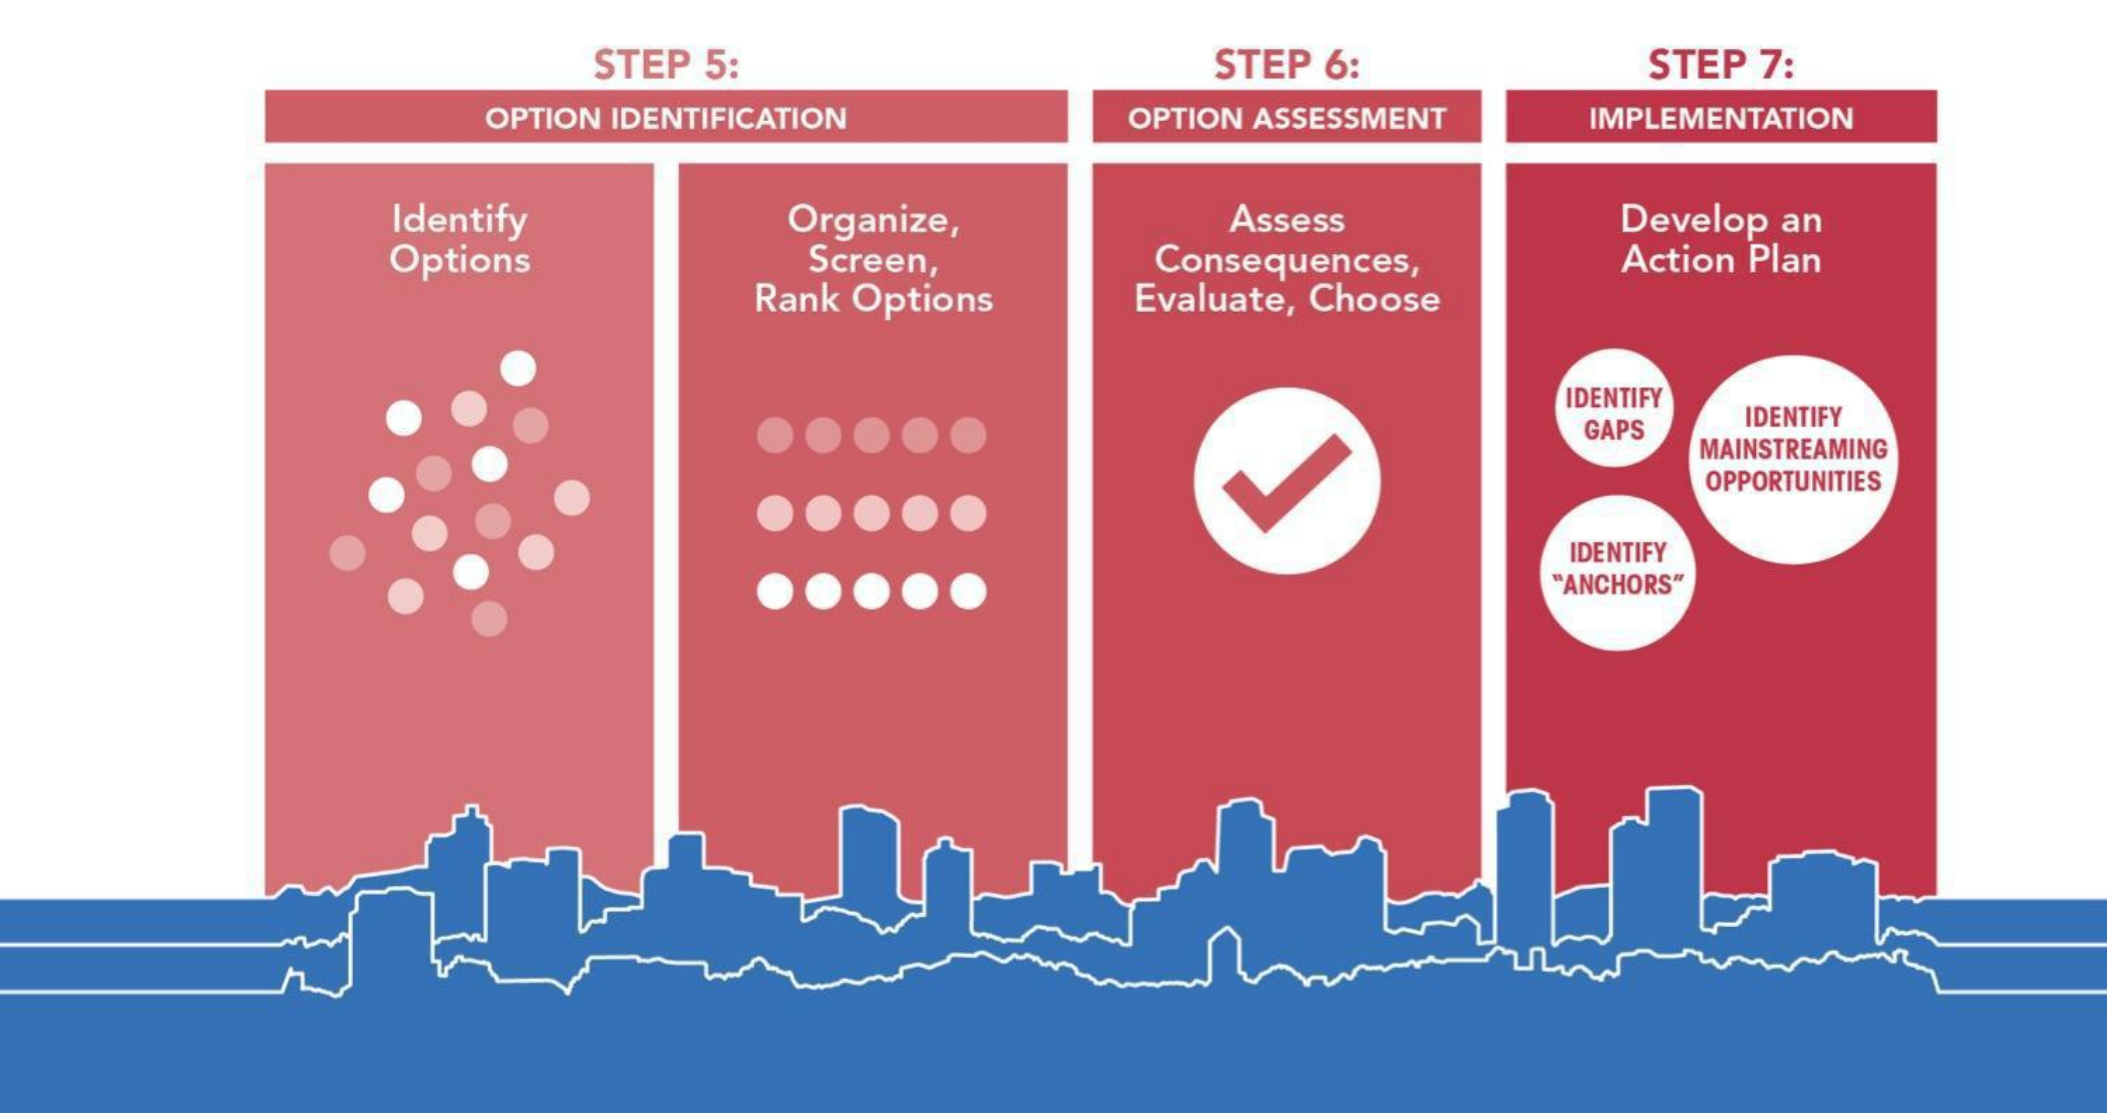 STEP 5:
OPTION IDENTIFICATION
Identify
Options
Organize,
Screen,
Rank Options
STEP 6:
OPTION ASSESSMENT
Assess
Consequences,
Evaluate, Choose
STEP 7:
IMPLEMENTATION
Develop an
Action Plan
IDENTIFY
GAPS
IDENTIFY
MAINSTREAMING
OPPORTUNITIES
IDENTIFY
“ANCHORS”